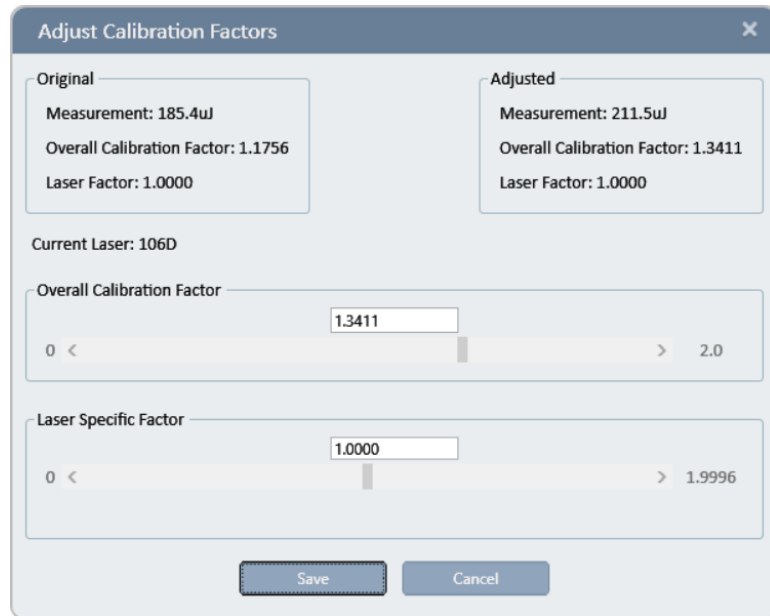 Adjust Calibration Factors
Original
Measurement: 185.4uJ
Overall Calibration Factor: 1.1756
Laser Factor: 1.0000
Adjusted
Measurement: 211.5uJ
Overall Calibration Factor: 1.3411
Laser Factor: 1.0000
Current Laser: 106D
Overall Calibration Factor
1.3411
0 < > 2.0
Laser Specific Factor
1.0000
0 < > 1.9996
Save Cancel